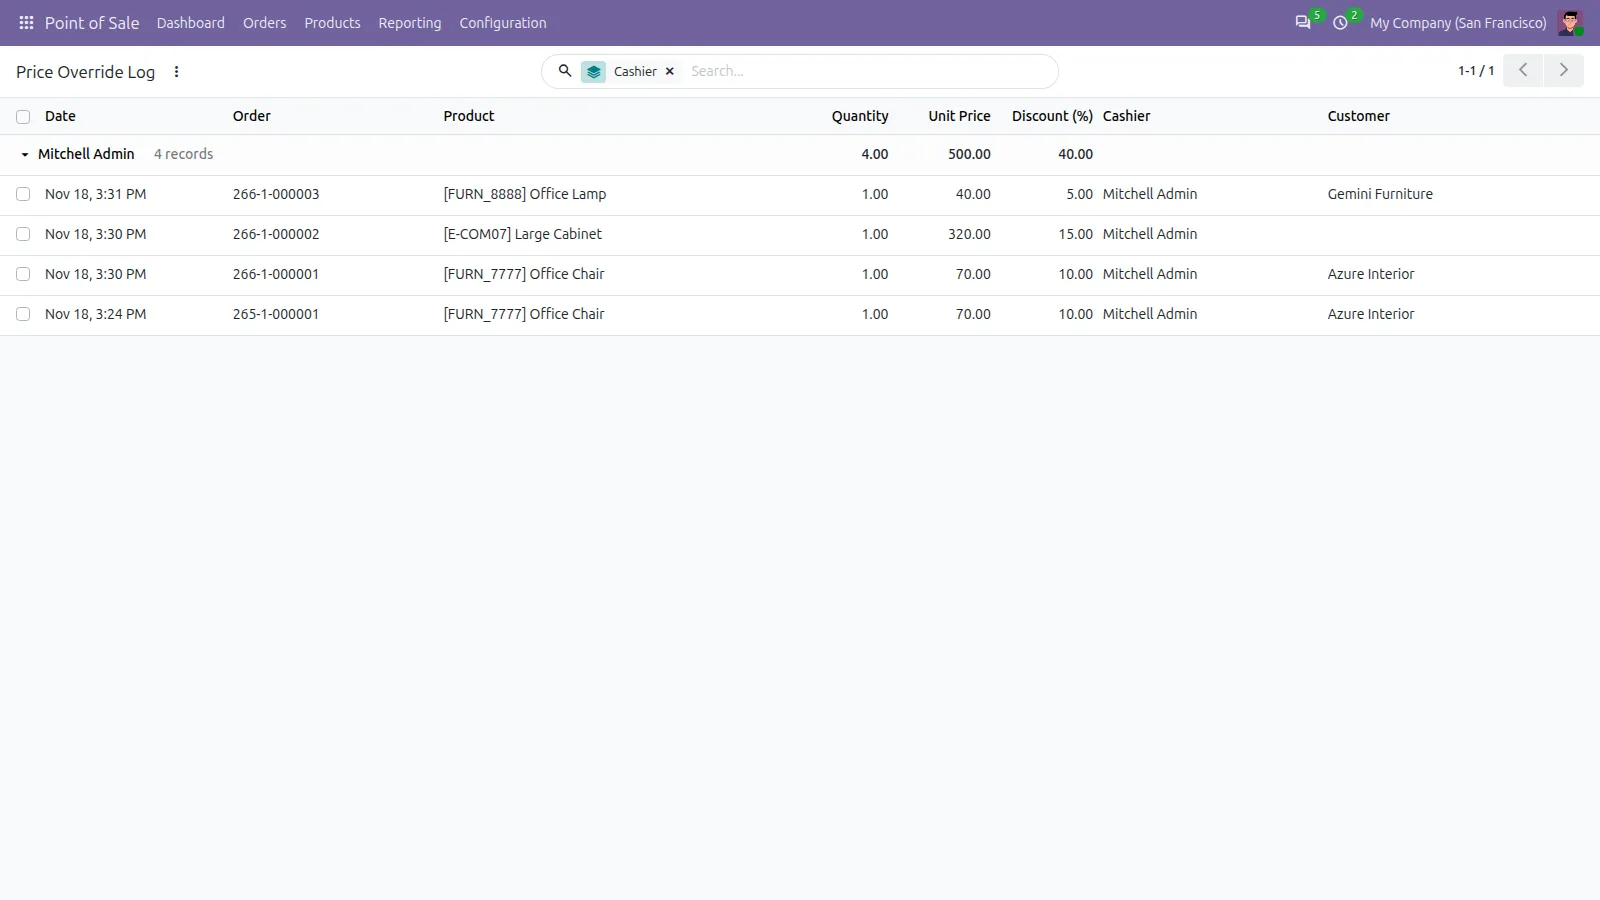 Point of Sale Dashboard Orders Products Reporting Configuration 5 2 My Company (San Francisco)
Price Override Log Cashier × Search... 1-1 / 1
Date Order Product Quantity Unit Price Discount (%) Cashier Customer
Mitchell Admin 4 records 4.00 500.00 40.00
Nov 18, 3:31 PM 266-1-000003 [FURN_8888] Office Lamp 1.00 40.00 5.00 Mitchell Admin Gemini Furniture
Nov 18, 3:30 PM 266-1-000002 [E-COM07] Large Cabinet 1.00 320.00 15.00 Mitchell Admin
Nov 18, 3:30 PM 266-1-000001 [FURN_7777] Office Chair 1.00 70.00 10.00 Mitchell Admin Azure Interior
Nov 18, 3:24 PM 265-1-000001 [FURN_7777] Office Chair 1.00 70.00 10.00 Mitchell Admin Azure Interior